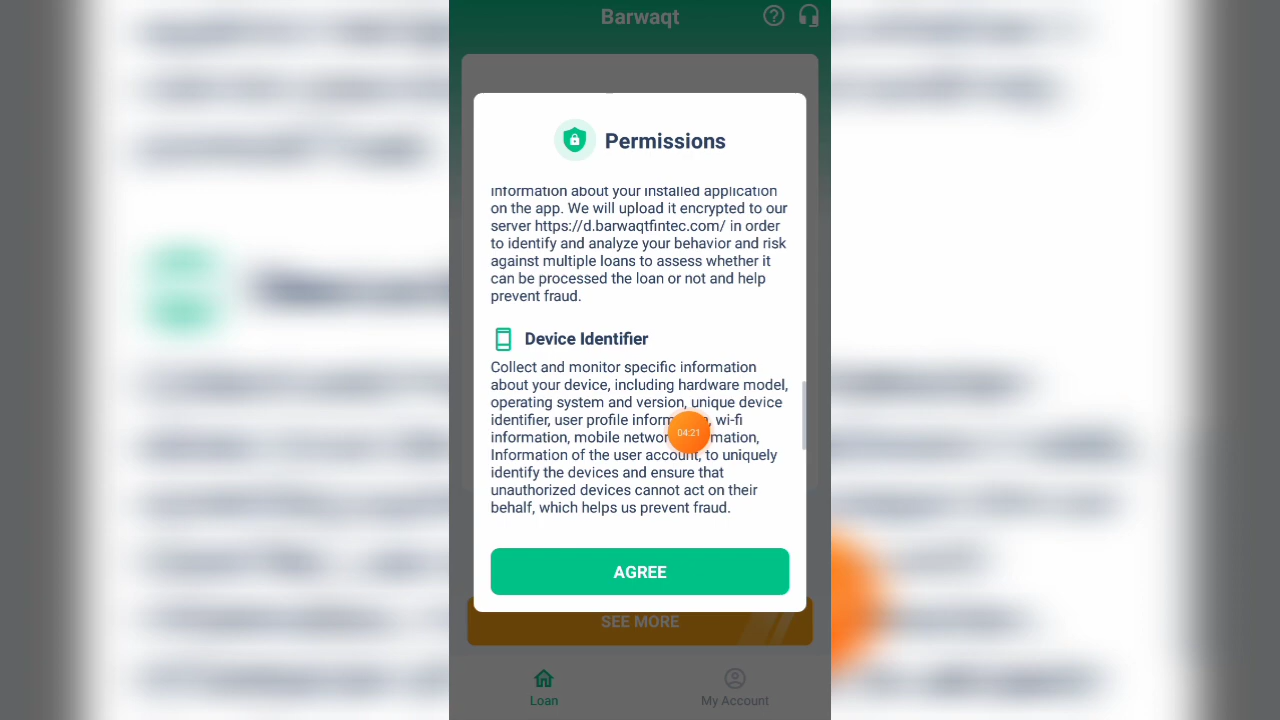 Barwaqt
Permissions
information about your installed application
on the app. We will upload it encrypted to our
server https://d.barwaqtfintec.com/ in order
to identify and analyze your behavior and risk
against multiple loans to assess whether it
can be processed the loan or not and help
prevent fraud.
Device Identifier
Collect and monitor specific information
about your device, including hardware model,
operating system and version, unique device
identifier, user profile inform , wi-fi
information, mobile networ mation,
Information of the user account, to uniquely
identify the devices and ensure that
unauthorized devices cannot act on their
behalf, which helps us prevent fraud.
04:21
AGREE
SEE MORE
Loan
My Account